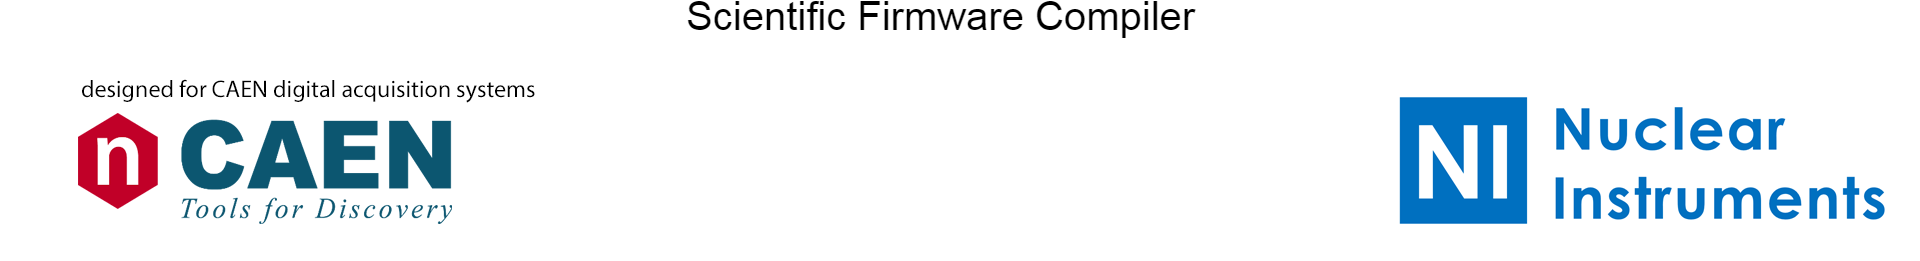 Scientific Firmware Compiler
designed for CAEN digital acquisition systems
n CAEN
Tools for Discovery
NI
Nuclear
Instruments